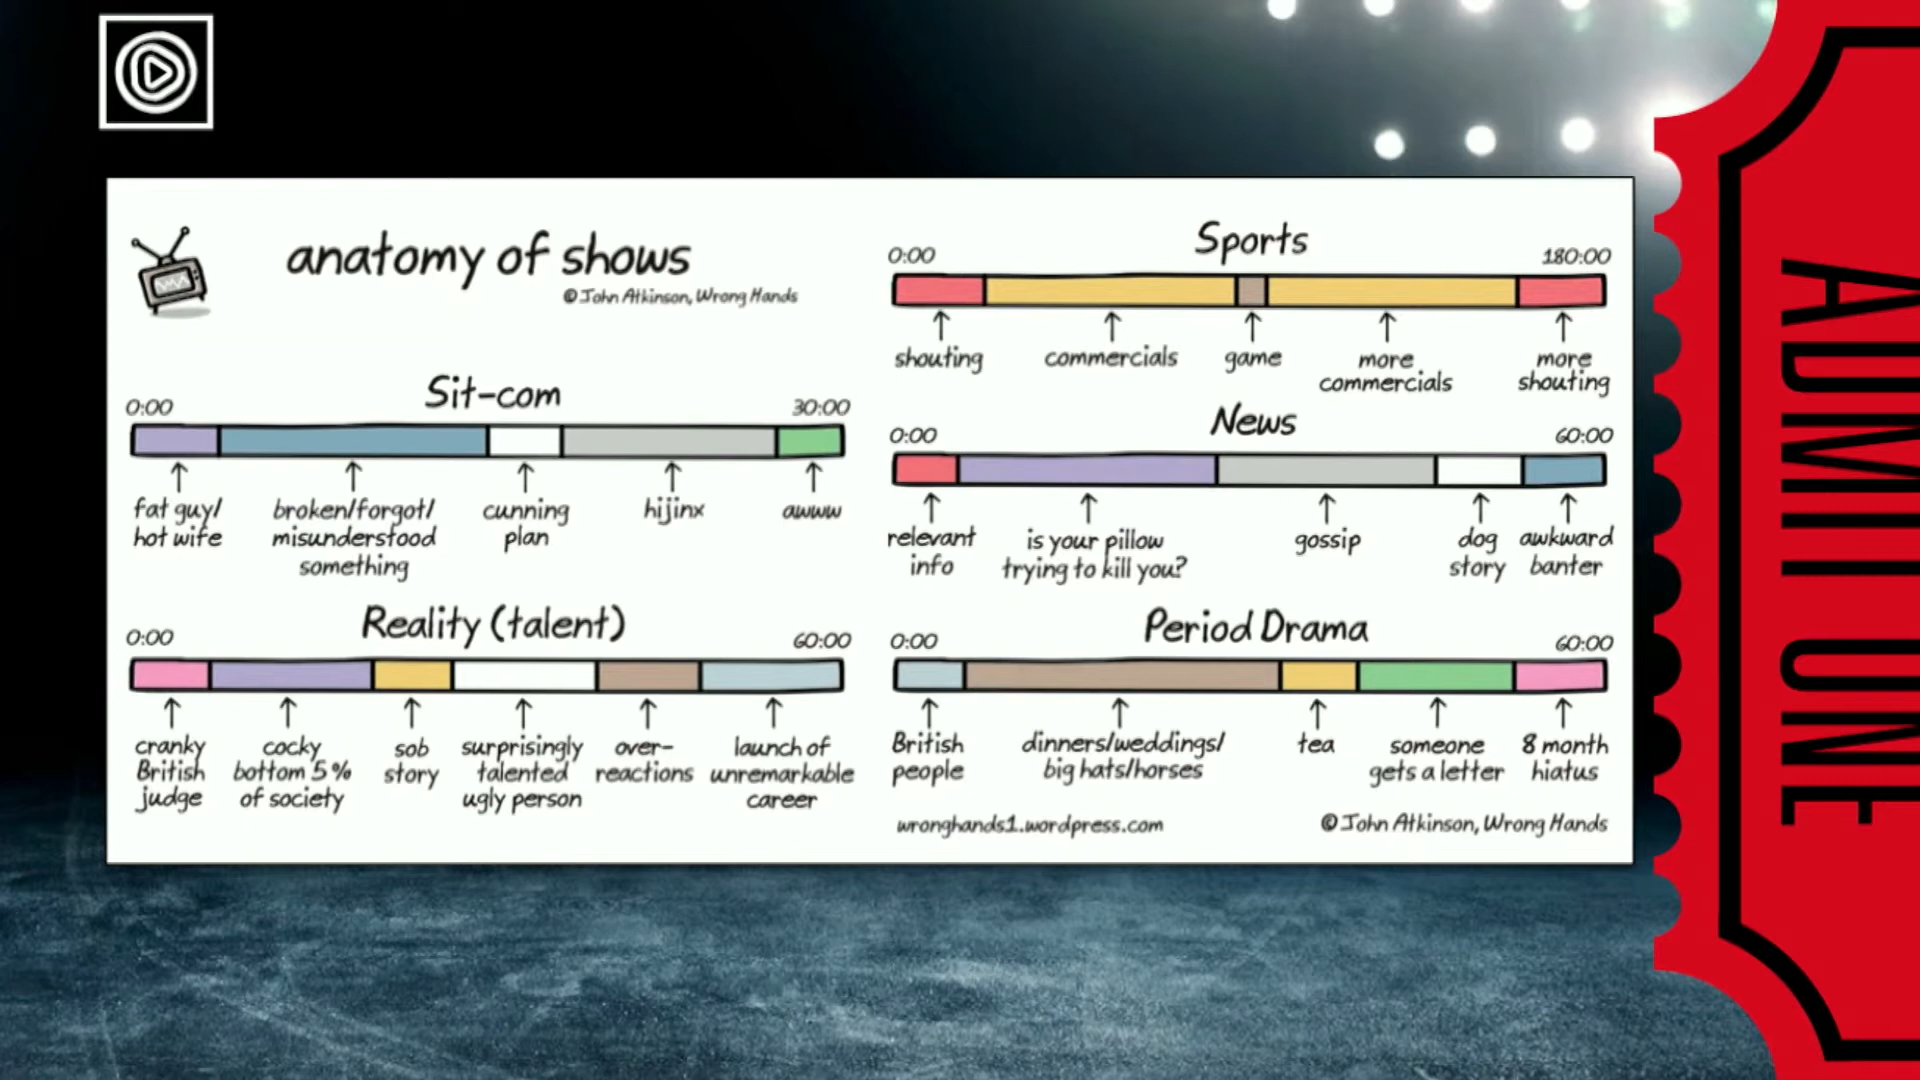 anatomy of shows
© John Atkinson, Wrong Hands
Sit-com
0:00
30:00
fat guy/
hot wife
broken/forgot/
misunderstood
something
cunning
plan
hijinx
awww
Reality (talent)
0:00
60:00
cranky
British
judge
cocky
bottom 5%
of society
sob
story
surprisingly
talented
ugly person
over-
reactions
launch of
unremarkable
career
Sports
0:00
180:00
shouting
commercials
game
more
commercials
more
shouting
News
0:00
60:00
relevant
info
is your pillow
trying to kill you?
gossip
dog
story
awkward
banter
Period Drama
0:00
60:00
British
people
dinners/weddings/
big hats/horses
tea
someone
gets a letter
8 month
hiatus
wronghands1.wordpress.com
© John Atkinson, Wrong Hands
ADMIT ONE